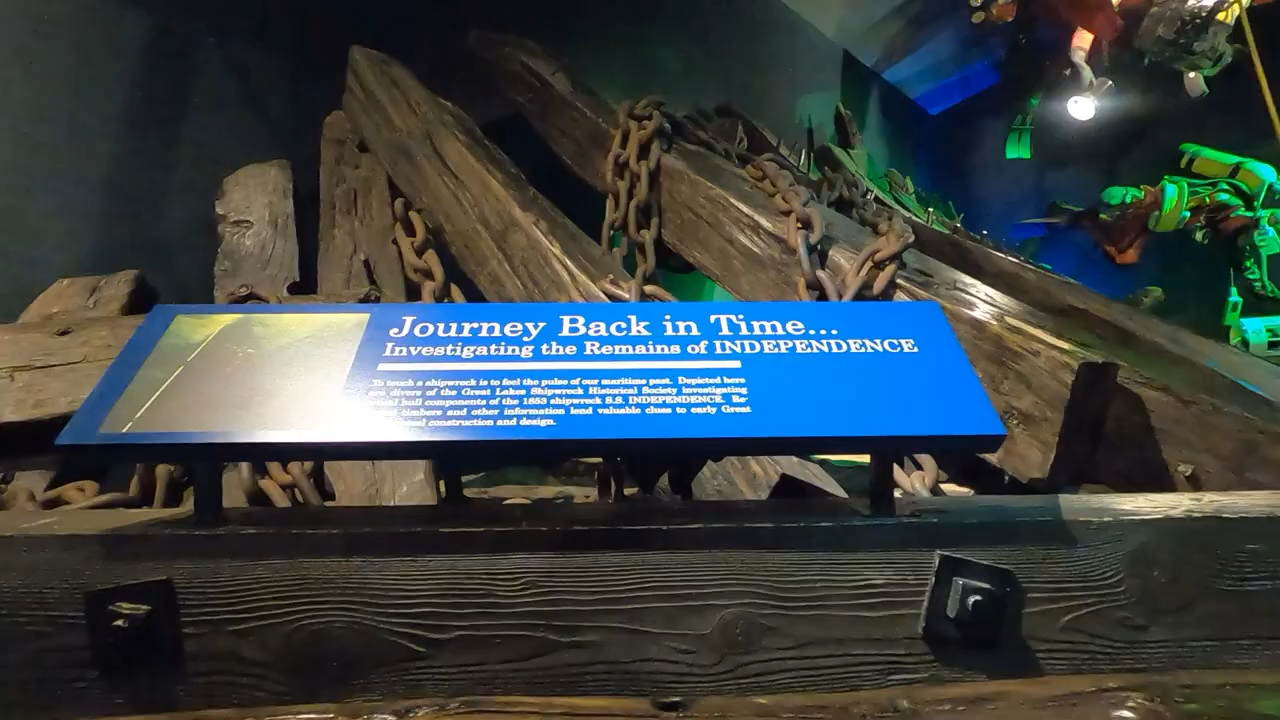 Journey Back in Time...
Investigating the Remains of INDEPENDENCE
To touch a shipwreck is to feel the pulse of our maritime past. Depicted here
are divers of the Great Lakes Shipwreck Historical Society investigating
hull components of the 1853 shipwreck S.S. INDEPENDENCE. Re-
timbers and other information lend valuable clues to early Great
construction and design.